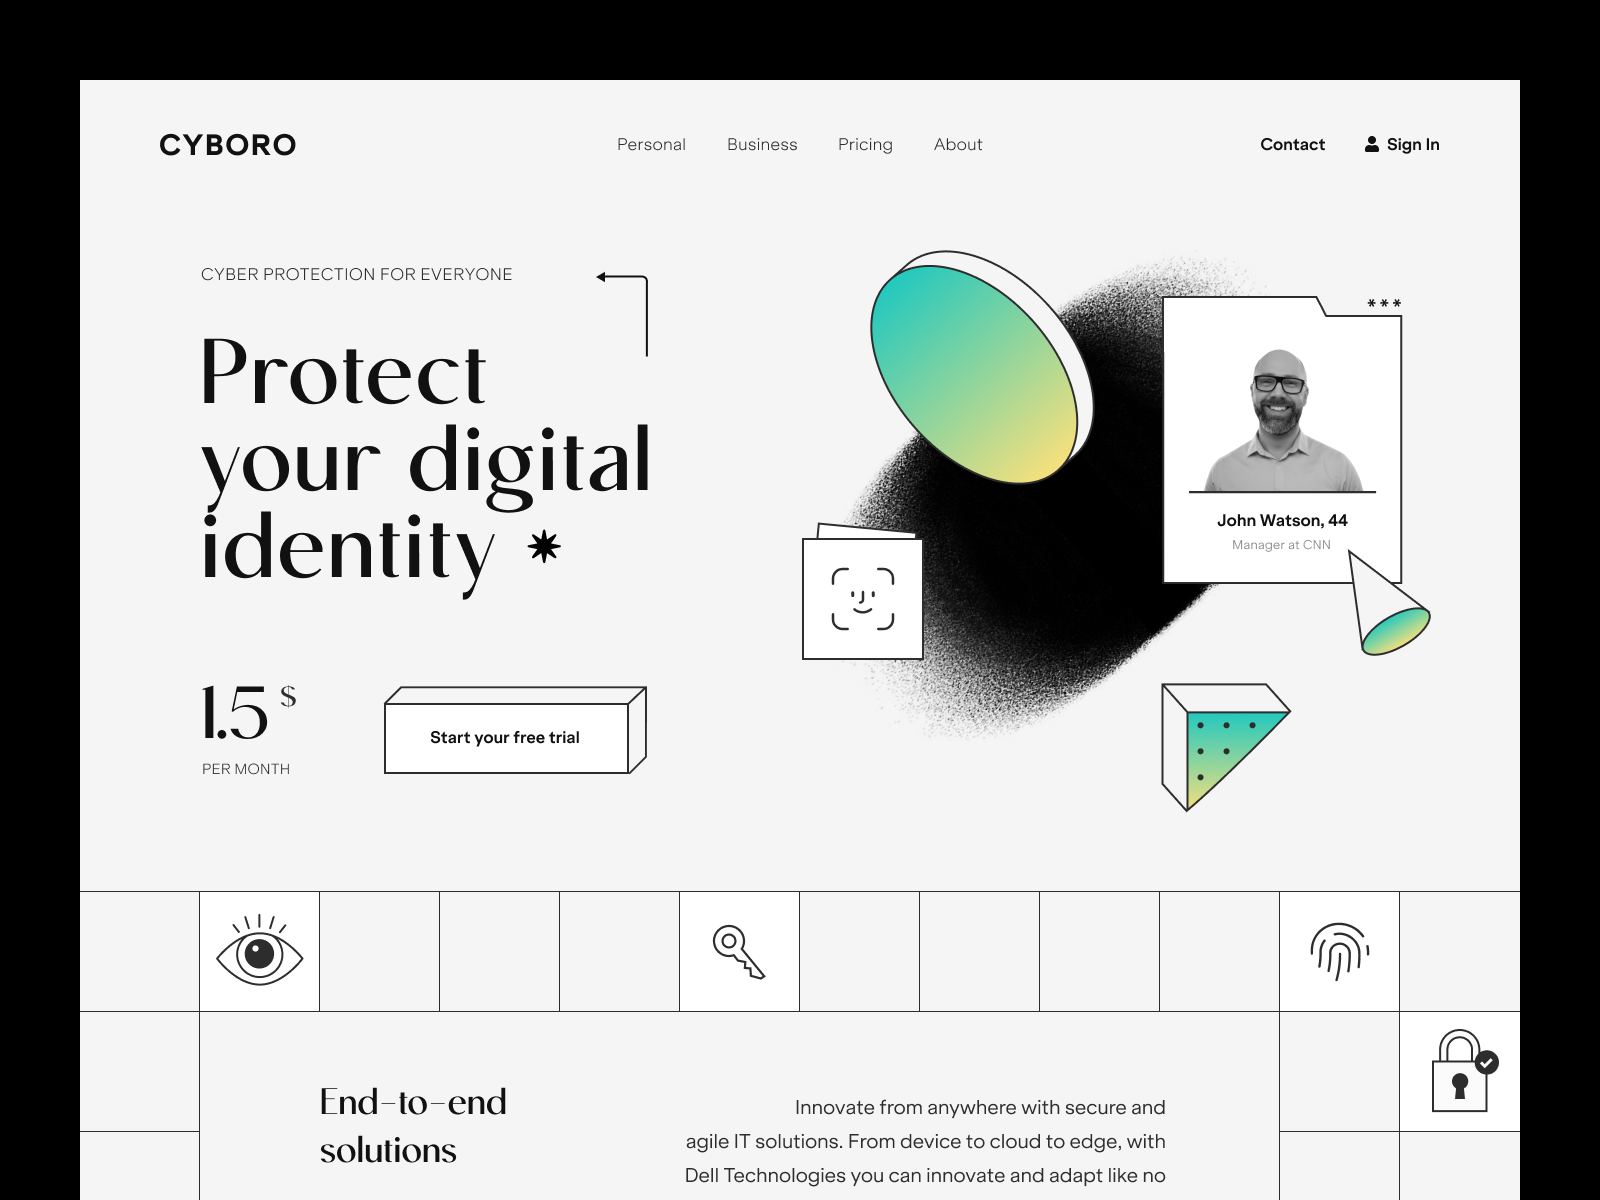 CYBORO
Personal Business Pricing About
Contact Sign In
CYBER PROTECTION FOR EVERYONE
Protect
your digital
identity
1.5 $
PER MONTH
Start your free trial
***
John Watson, 44
Manager at CNN
End-to-end
solutions
Innovate from anywhere with secure and
agile IT solutions. From device to cloud to edge, with
Dell Technologies you can innovate and adapt like no